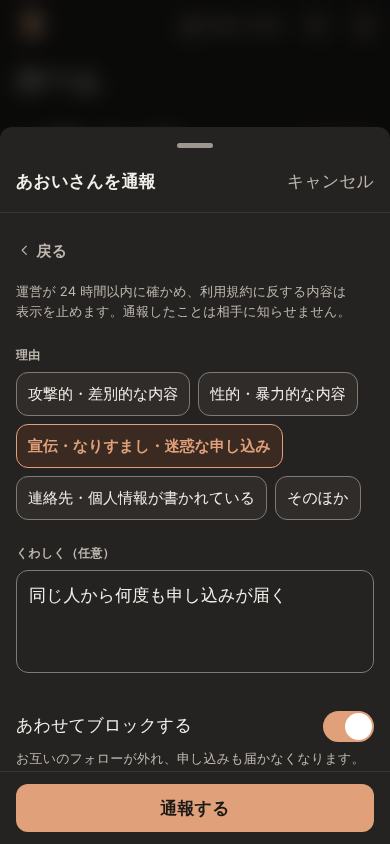 あおいさんを通報
キャンセル
戻る
運営が 24 時間以内に確かめ、利用規約に反する内容は
表示を止めます。通報したことは相手に知らせません。
理由
攻撃的・差別的な内容
性的・暴力的な内容
宣伝・なりすまし・迷惑な申し込み
連絡先・個人情報が書かれている
そのほか
くわしく（任意）
同じ人から何度も申し込みが届く
あわせてブロックする
お互いのフォローが外れ、申し込みも届かなくなります。
通報する